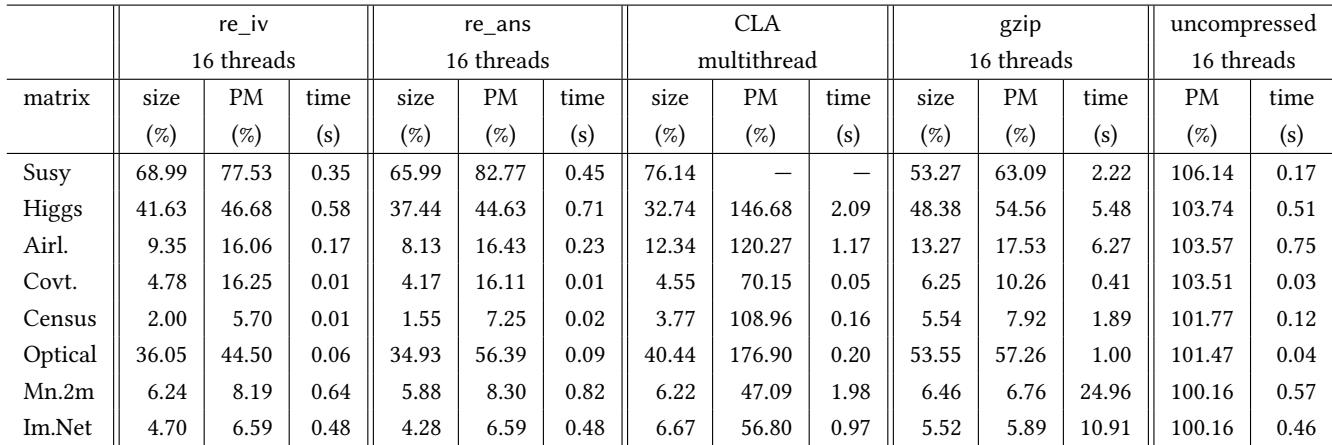 re_iv re_ans CLA gzip uncompressed
16 threads 16 threads multithread 16 threads 16 threads
matrix size PM time size PM time size PM time size PM time PM time
(%) (%) (s) (%) (%) (s) (%) (%) (s) (%) (%) (s) (%) (s)
Susy 68.99 77.53 0.35 65.99 82.77 0.45 76.14 — — 53.27 63.09 2.22 106.14 0.17
Higgs 41.63 46.68 0.58 37.44 44.63 0.71 32.74 146.68 2.09 48.38 54.56 5.48 103.74 0.51
Airl. 9.35 16.06 0.17 8.13 16.43 0.23 12.34 120.27 1.17 13.27 17.53 6.27 103.57 0.75
Covt. 4.78 16.25 0.01 4.17 16.11 0.01 4.55 70.15 0.05 6.25 10.26 0.41 103.51 0.03
Census 2.00 5.70 0.01 1.55 7.25 0.02 3.77 108.96 0.16 5.54 7.92 1.89 101.77 0.12
Optical 36.05 44.50 0.06 34.93 56.39 0.09 40.44 176.90 0.20 53.55 57.26 1.00 101.47 0.04
Mn.2m 6.24 8.19 0.64 5.88 8.30 0.82 6.22 47.09 1.98 6.46 6.76 24.96 100.16 0.57
Im.Net 4.70 6.59 0.48 4.28 6.59 0.48 6.67 56.80 0.97 5.52 5.89 10.91 100.16 0.46